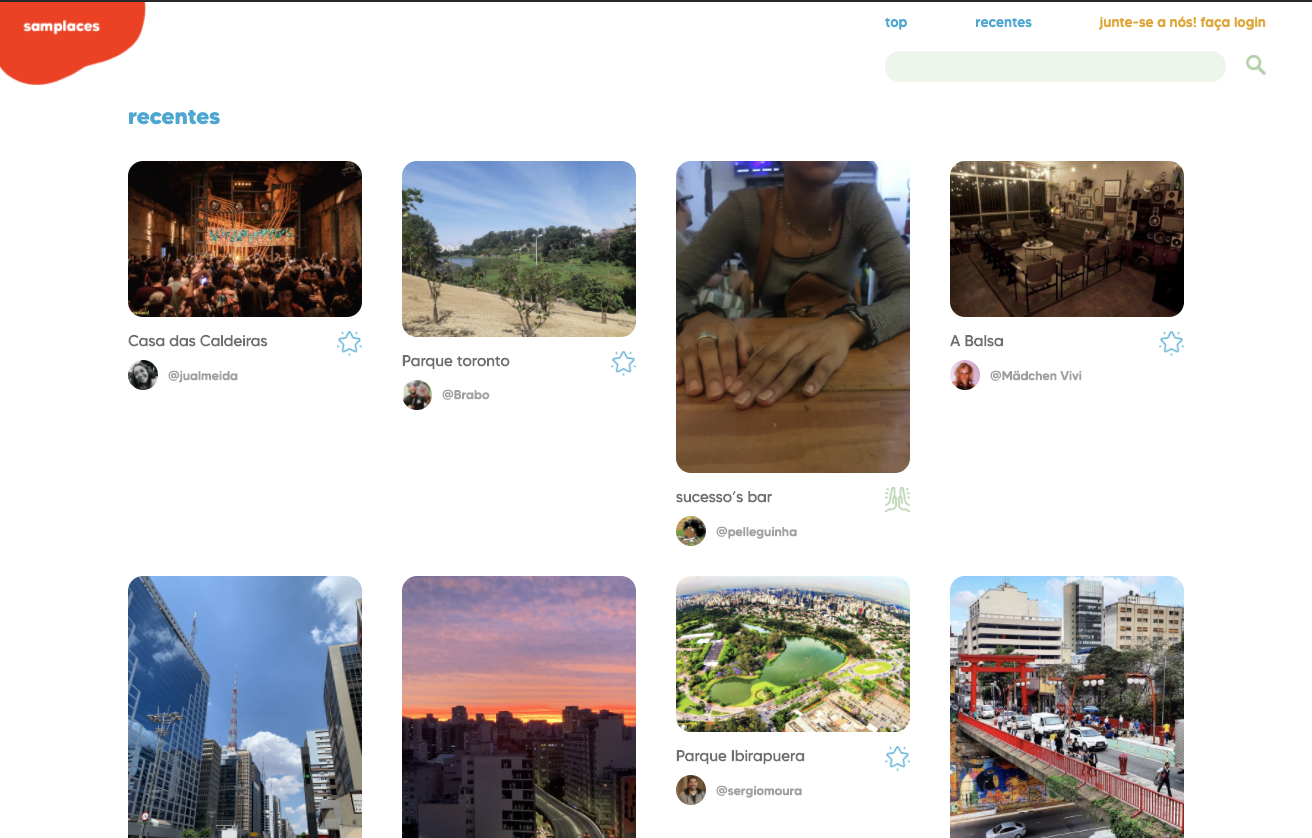 samplaces
top
recentes
junte-se a nós! faça login
recentes
Casa das Caldeiras
@jualmeida
Parque toronto
@Brabo
sucesso's bar
@pelleguinha
A Balsa
@Mädchen Vivi
Parque Ibirapuera
@sergiomoura